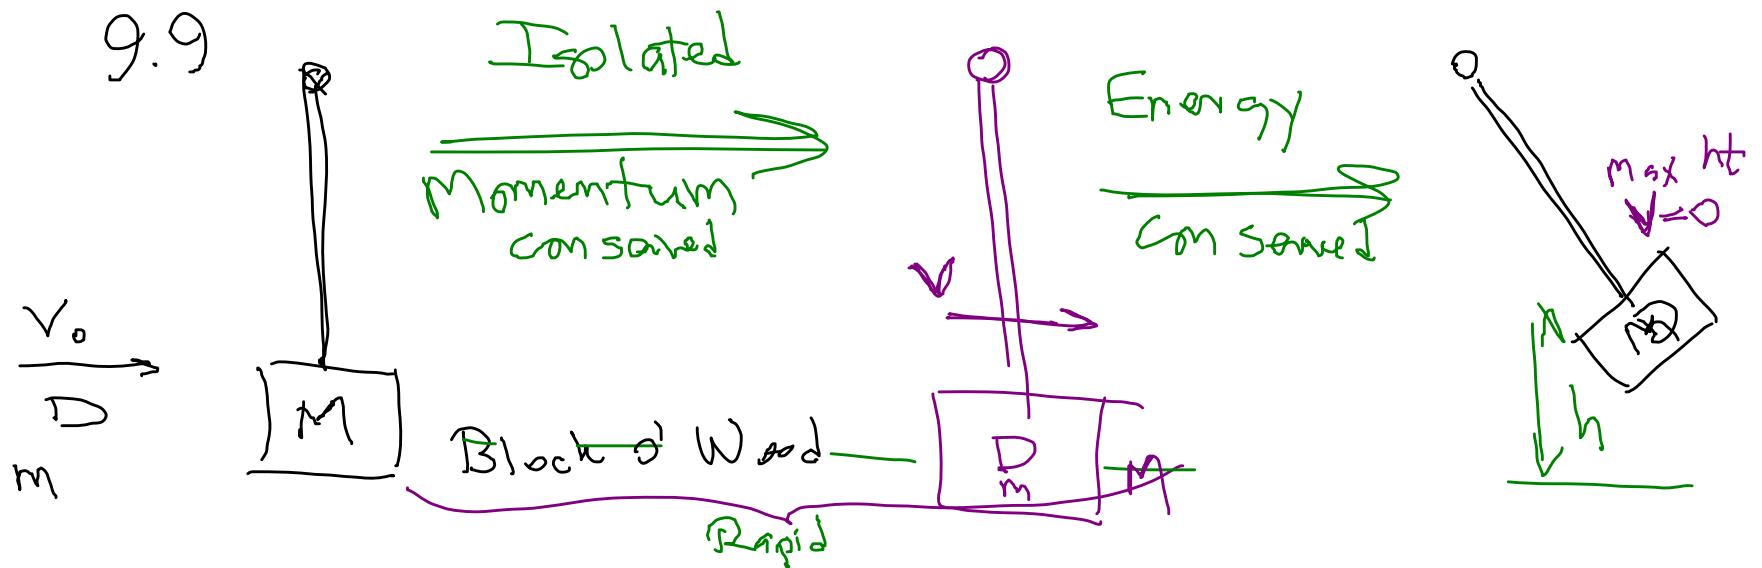 9.9
Isolated
Momentum
conserved
Energy
Conserved
max ht
V=0
V₀
D
m
M
Block o' Wood
V
D
m
M
h
Rapid